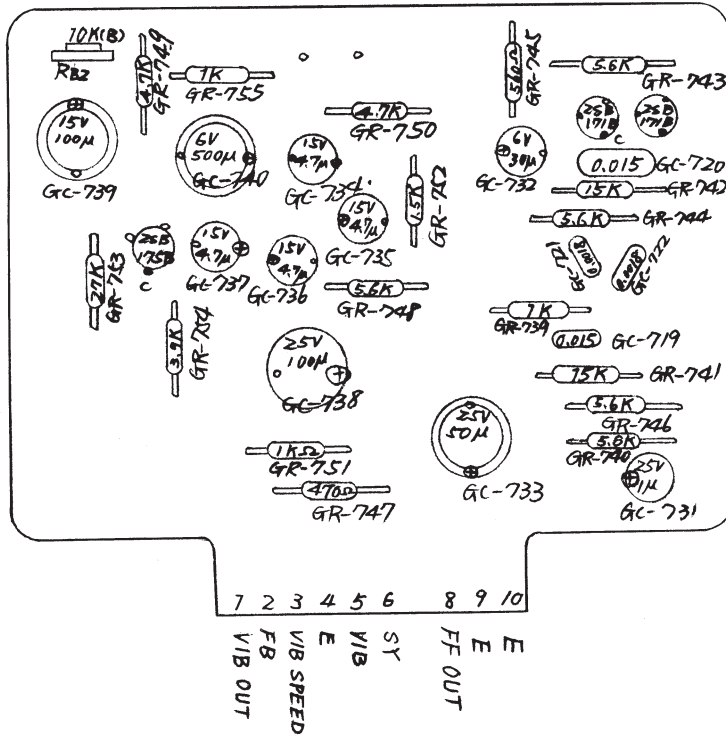 10K(B)
RB2
4.7K
GR-749
1K
GR-755
560Ω
GR-745
5.6K
GR-743
15V
100μ
GC-739
6V
500μ
GC-740
15V
4.7μ
GC-734
4.7K
GR-750
6V
30μ
GC-732
2SB
171B
2SB
171B
C
0.015
GC-720
15K
GR-742
1.5K
GR-752
15V
4.7μ
GC-735
5.6K
GR-744
2SB
175B
C
15V
4.7μ
GC-737
15V
4.7μ
GC-736
GC-721
0.0018
0.0018
GC-722
27K
GR-753
5.6K
GR-748
1K
GR-739
3.9K
GR-754
25V
100μ
GC-738
0.015
GC-719
15K
GR-741
5.6K
GR-746
5.6K
GR-740
25V
50μ
GC-733
1KΩ
GR-751
470Ω
GR-747
25V
1μ
GC-731
1 2 3 4 5 6 8 9 10
VIB OUT
FB
VIB SPEED
E
VIB
SY
FF OUT
E
E